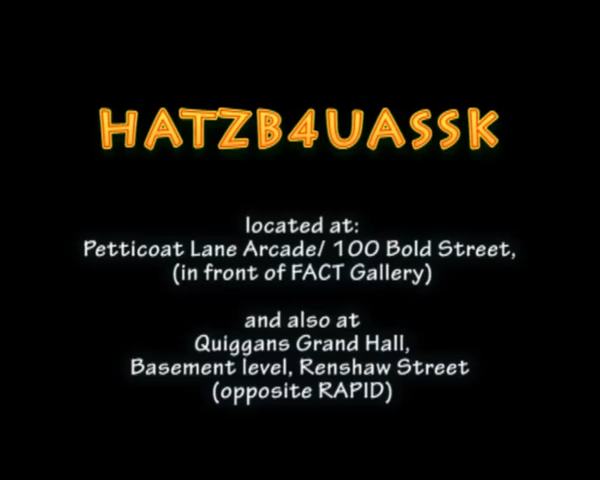 HATZB4UASSK
located at:
Petticoat Lane Arcade/ 100 Bold Street,
(in front of FACT Gallery)
and also at
Quiggans Grand Hall,
Basement level, Renshaw Street
(opposite RAPID)